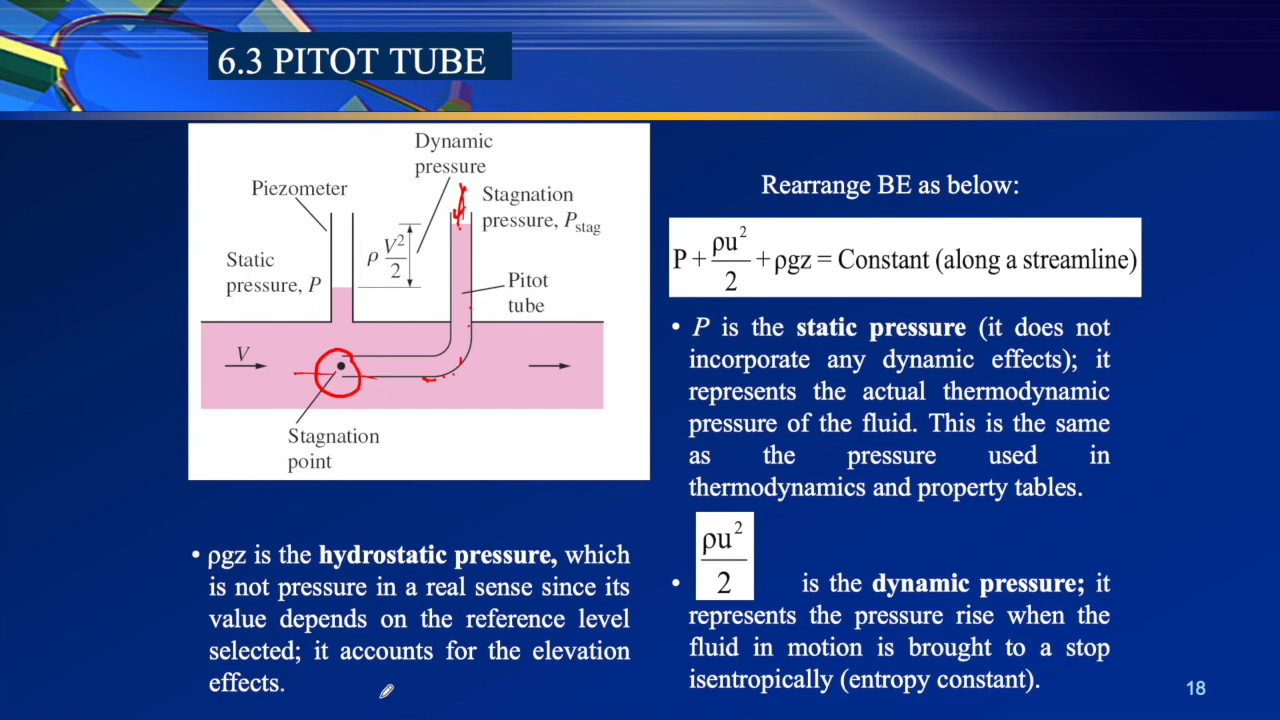 6.3 PITOT TUBE
Dynamic
pressure
Piezometer
Stagnation
pressure, Pstag
Static
pressure, P
ρ V²/2
Pitot
tube
V
Stagnation
point
• ρgz is the hydrostatic pressure, which
is not pressure in a real sense since its
value depends on the reference level
selected; it accounts for the elevation
effects.
Rearrange BE as below:
P + ρu²/2 + ρgz = Constant (along a streamline)
• P is the static pressure (it does not
incorporate any dynamic effects); it
represents the actual thermodynamic
pressure of the fluid. This is the same
as the pressure used in
thermodynamics and property tables.
• ρu²/2 is the dynamic pressure; it
represents the pressure rise when the
fluid in motion is brought to a stop
isentropically (entropy constant).
18